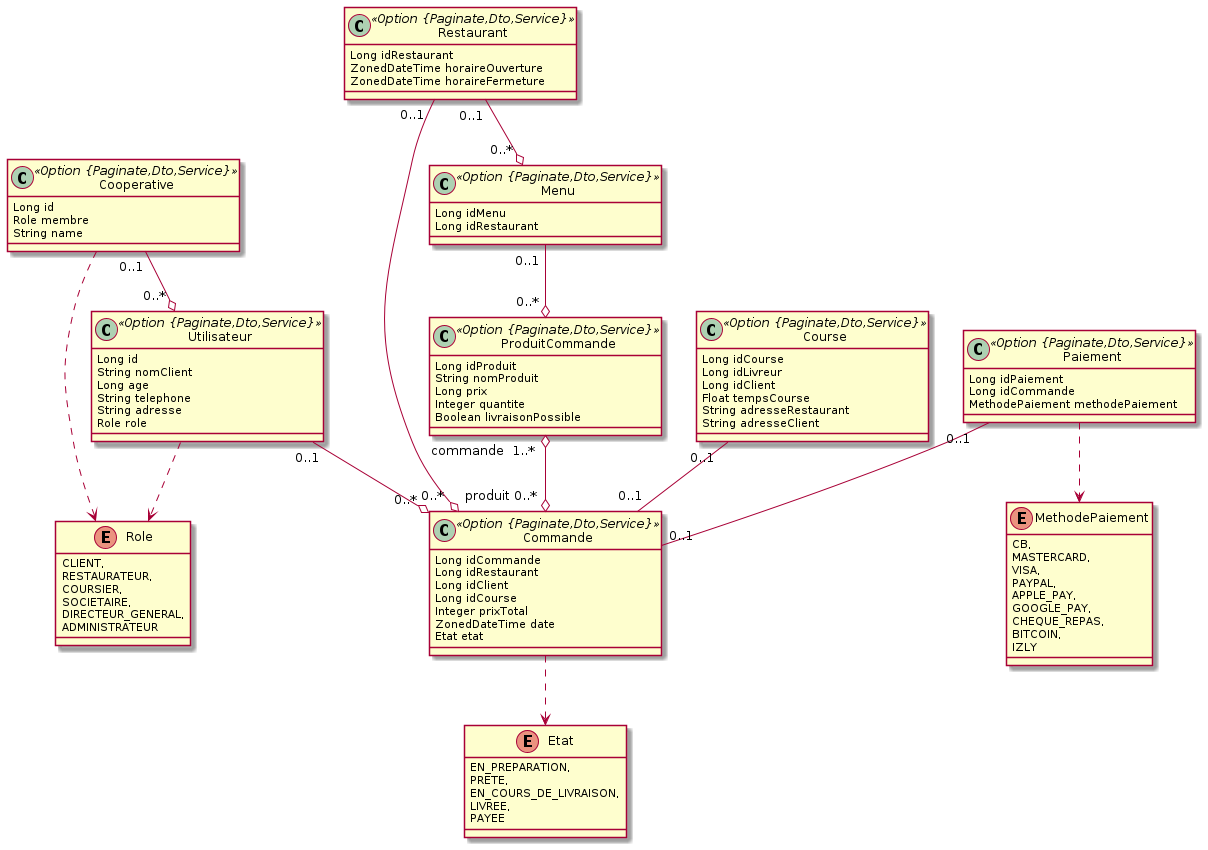 C «Option {Paginate,Dto,Service}»
Restaurant
Long idRestaurant
ZonedDateTime horaireOuverture
ZonedDateTime horaireFermeture
0..1
0..1
0..*
C «Option {Paginate,Dto,Service}»
Cooperative
Long id
Role membre
String name
0..1
0..*
C «Option {Paginate,Dto,Service}»
Menu
Long idMenu
Long idRestaurant
0..1
0..*
C «Option {Paginate,Dto,Service}»
Utilisateur
Long id
String nomClient
Long age
String telephone
String adresse
Role role
0..1
0..*
0..*
C «Option {Paginate,Dto,Service}»
ProduitCommande
Long idProduit
String nomProduit
Long prix
Integer quantite
Boolean livraisonPossible
commande 1..*
produit 0..*
C «Option {Paginate,Dto,Service}»
Course
Long idCourse
Long idLivreur
Long idClient
Float tempsCourse
String adresseRestaurant
String adresseClient
0..1
0..1
C «Option {Paginate,Dto,Service}»
Paiement
Long idPaiement
Long idCommande
MethodePaiement methodePaiement
0..1
0..1
E Role
CLIENT,
RESTAURATEUR,
COURSIER,
SOCIETAIRE,
DIRECTEUR_GENERAL,
ADMINISTRATEUR
C «Option {Paginate,Dto,Service}»
Commande
Long idCommande
Long idRestaurant
Long idClient
Long idCourse
Integer prixTotal
ZonedDateTime date
Etat etat
E MethodePaiement
CB,
MASTERCARD,
VISA,
PAYPAL,
APPLE_PAY,
GOOGLE_PAY,
CHEQUE_REPAS,
BITCOIN,
IZLY
E Etat
EN_PREPARATION,
PRETE,
EN_COURS_DE_LIVRAISON,
LIVREE,
PAYEE